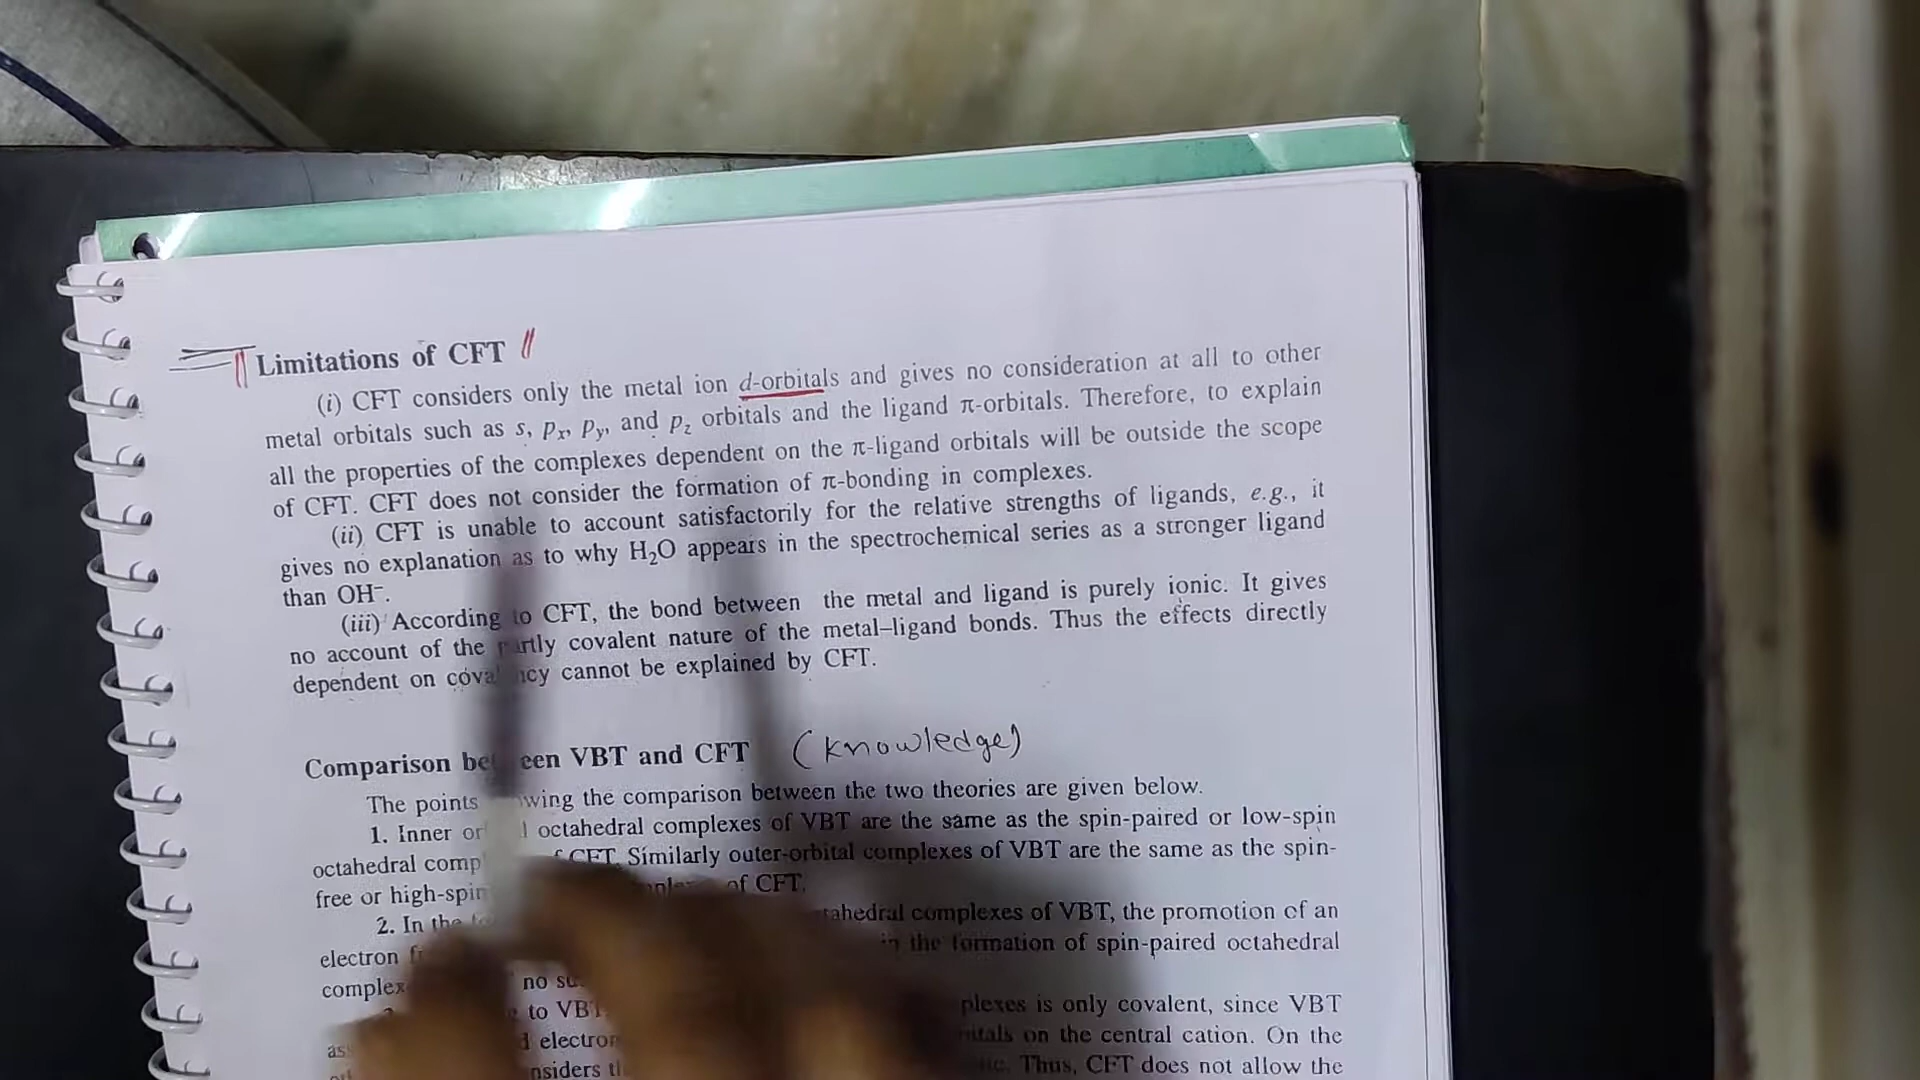 Limitations of CFT
(i) CFT considers only the metal ion d-orbitals and gives no consideration at all to other
metal orbitals such as s, pₓ, p_y, and p_z orbitals and the ligand π-orbitals. Therefore, to explain
all the properties of the complexes dependent on the π-ligand orbitals will be outside the scope
of CFT. CFT does not consider the formation of π-bonding in complexes.
(ii) CFT is unable to account satisfactorily for the relative strengths of ligands, e.g., it
gives no explanation as to why H₂O appears in the spectrochemical series as a stronger ligand
than OH⁻.
(iii) According to CFT, the bond between the metal and ligand is purely ionic. It gives
no account of the partly covalent nature of the metal–ligand bonds. Thus the effects directly
dependent on covalency cannot be explained by CFT.
Comparison between VBT and CFT (knowledge)
The points wing the comparison between the two theories are given below.
1. Inner octahedral complexes of VBT are the same as the spin-paired or low-spin
octahedral of CFT. Similarly outer-orbital complexes of VBT are the same as the spin-
free or high-spin of CFT.
2. In the octahedral complexes of VBT, the promotion of an
electron in the formation of spin-paired octahedral
no
to VBT plexes is only covalent, since VBT
electron on the central cation. On the
Thus, CFT does not allow the